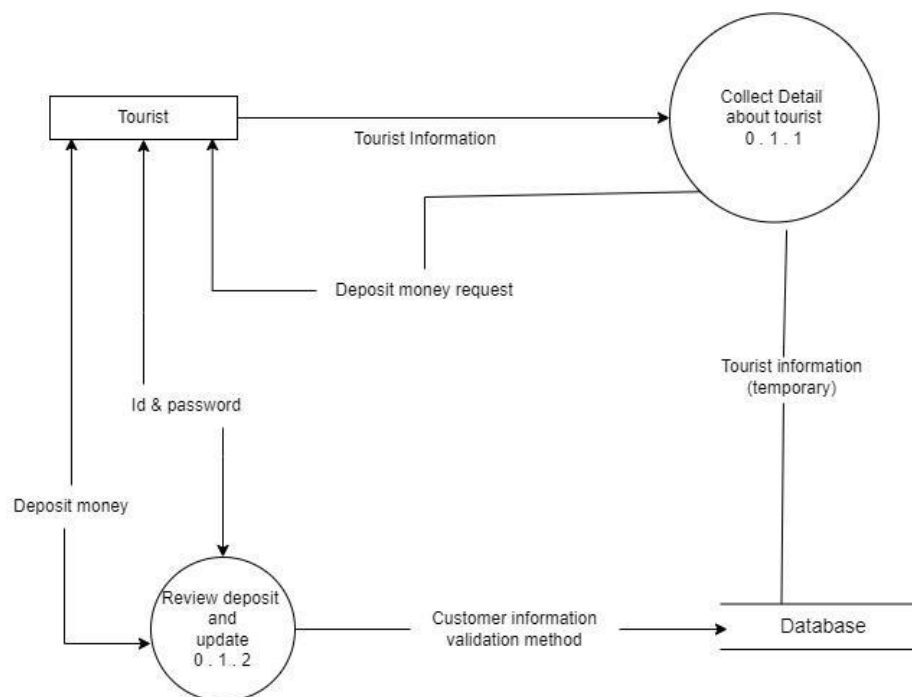 Collect Detail
about tourist
0 . 1 . 1
Tourist
Tourist Information
Deposit money request
Tourist information
(temporary)
Id & password
Deposit money
Review deposit
and
update
0 . 1 . 2
Customer information
validation method
Database